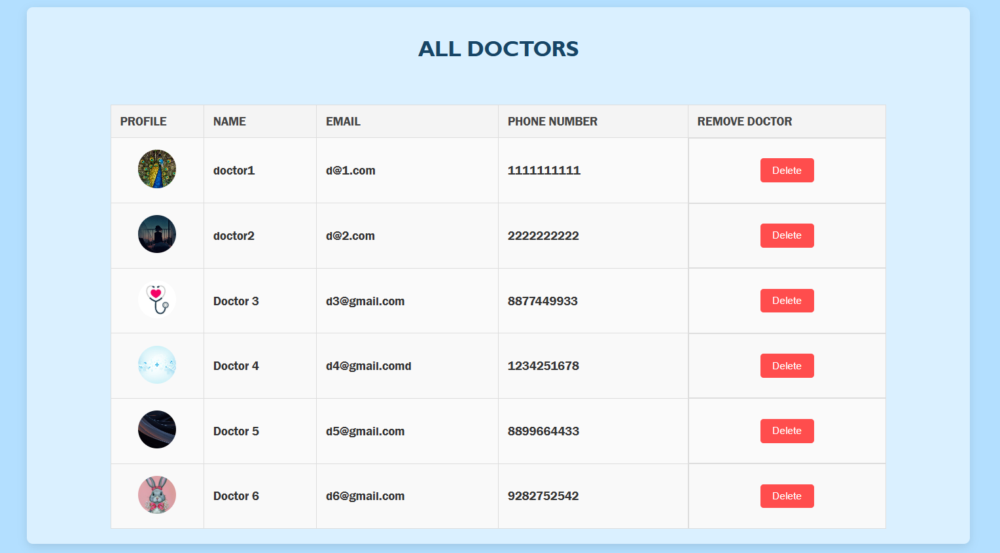 ALL DOCTORS
PROFILE NAME EMAIL PHONE NUMBER REMOVE DOCTOR
doctor1 d@1.com 1111111111 Delete
doctor2 d@2.com 2222222222 Delete
Doctor 3 d3@gmail.com 8877449933 Delete
Doctor 4 d4@gmail.comd 1234251678 Delete
Doctor 5 d5@gmail.com 8899664433 Delete
Doctor 6 d6@gmail.com 9282752542 Delete